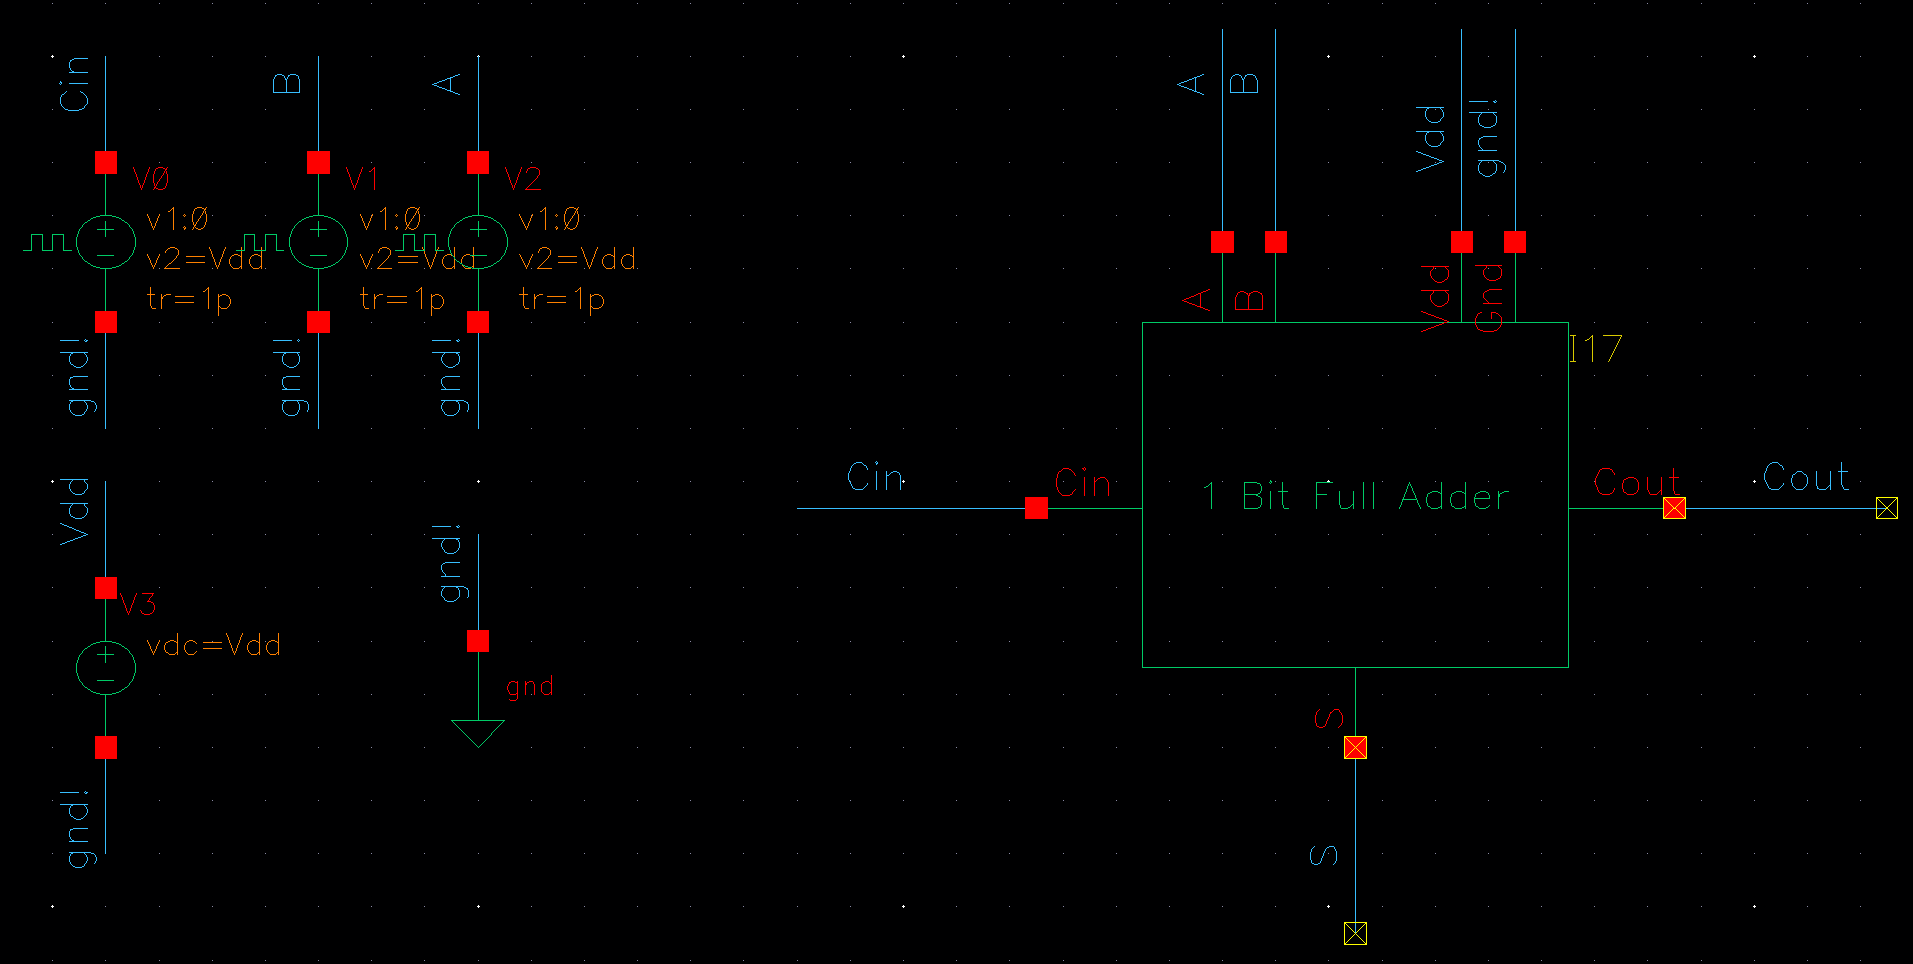 Cin
B
A
A
B
Vdd
gnd!
V0
V1
V2
v1:0
v1:0
v1:0
v2=Vdd
v2=Vdd
v2=Vdd
tr=1p
tr=1p
tr=1p
A
B
Vdd
Gnd
gnd!
gnd!
gnd!
I17
Cin
Cin
1 Bit Full Adder
Cout
Cout
Vdd
gnd!
V3
vdc=Vdd
gnd
S
gnd!
S